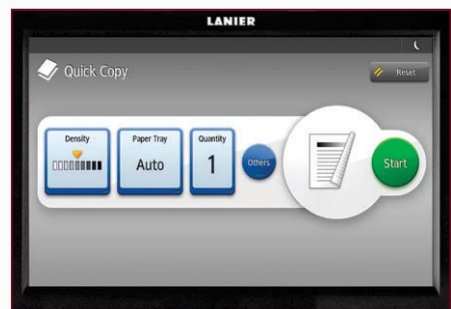 LANIER
Quick Copy
Reset
Density
Paper Tray
Quantity
Auto
1
Others
Start